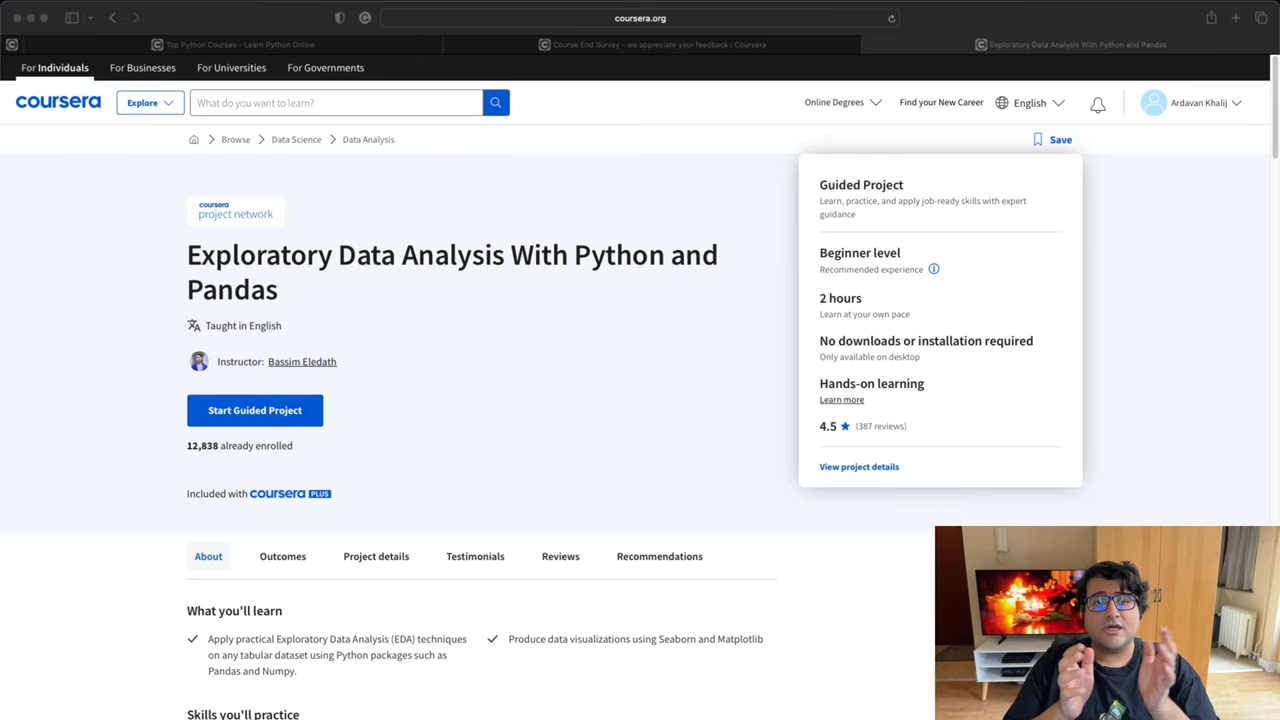 coursera.org
Top Python Courses - Learn Python Online
Course End Survey - we appreciate your feedback | Coursera
Exploratory Data Analysis With Python and Pandas
For Individuals
For Businesses
For Universities
For Governments
coursera
Explore
What do you want to learn?
Online Degrees
Find your New Career
English
Ardavan Khalij
Browse
Data Science
Data Analysis
Save
coursera
project network
Exploratory Data Analysis With Python and
Pandas
Taught in English
Instructor: Bassim Eledath
Start Guided Project
12,838 already enrolled
Included with coursera PLUS
Guided Project
Learn, practice, and apply job-ready skills with expert
guidance
Beginner level
Recommended experience
2 hours
Learn at your own pace
No downloads or installation required
Only available on desktop
Hands-on learning
Learn more
4.5 (387 reviews)
View project details
About
Outcomes
Project details
Testimonials
Reviews
Recommendations
What you'll learn
Apply practical Exploratory Data Analysis (EDA) techniques
on any tabular dataset using Python packages such as
Pandas and Numpy.
Produce data visualizations using Seaborn and Matplotlib
Skills you'll practice